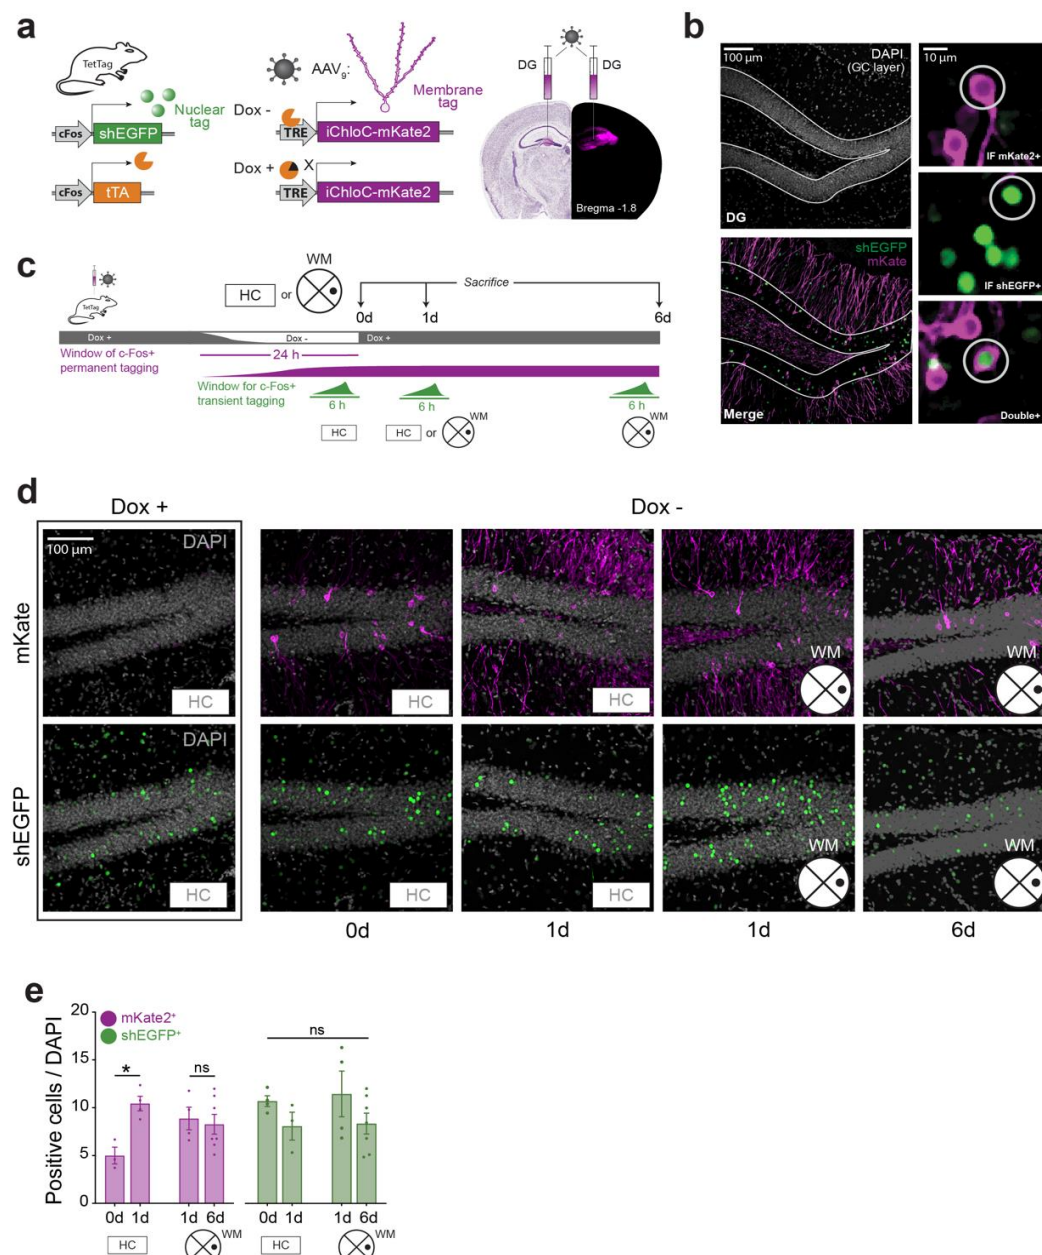 a
TetTag
cFos
shEGFP
Nuclear
tag
cFos
tTA
AAV9:
Membrane
tag
Dox -
TRE
iChloC-mKate2
Dox +
X
TRE
iChloC-mKate2
DG
DG
Bregma -1.8
b
100 µm
DAPI
(GC layer)
DG
shEGFP
mKate
Merge
10 µm
IF mKate2+
IF shEGFP+
Double+
c
TetTag
HC
or
WM
Sacrifice
0d
1d
6d
Dox +
Dox -
Dox +
Window of c-Fos+
permanent tagging
24 h
Window for c-Fos+
transient tagging
6 h
6 h
6 h
HC
HC
or
WM
WM
d
Dox +
Dox -
mKate
100 µm
DAPI
HC
HC
HC
WM
WM
shEGFP
DAPI
HC
HC
HC
WM
WM
0d
1d
1d
6d
e
Positive cells / DAPI
20
15
10
5
0
mKate2+
shEGFP+
*
ns
ns
0d 1d
1d 6d
0d 1d
1d 6d
HC
WM
HC
WM